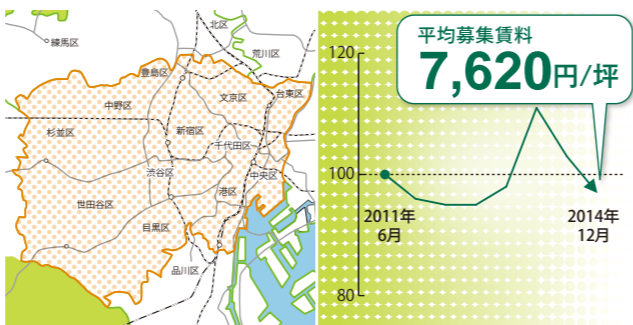 北区
練馬区
荒川区
豊島区
台東区
文京区
中野区
杉並区
新宿区
千代田区
中央区
渋谷区
港区
世田谷区
目黒区
品川区
平均募集賃料
7,620円/坪
120
100
80
2011年
6月
2014年
12月